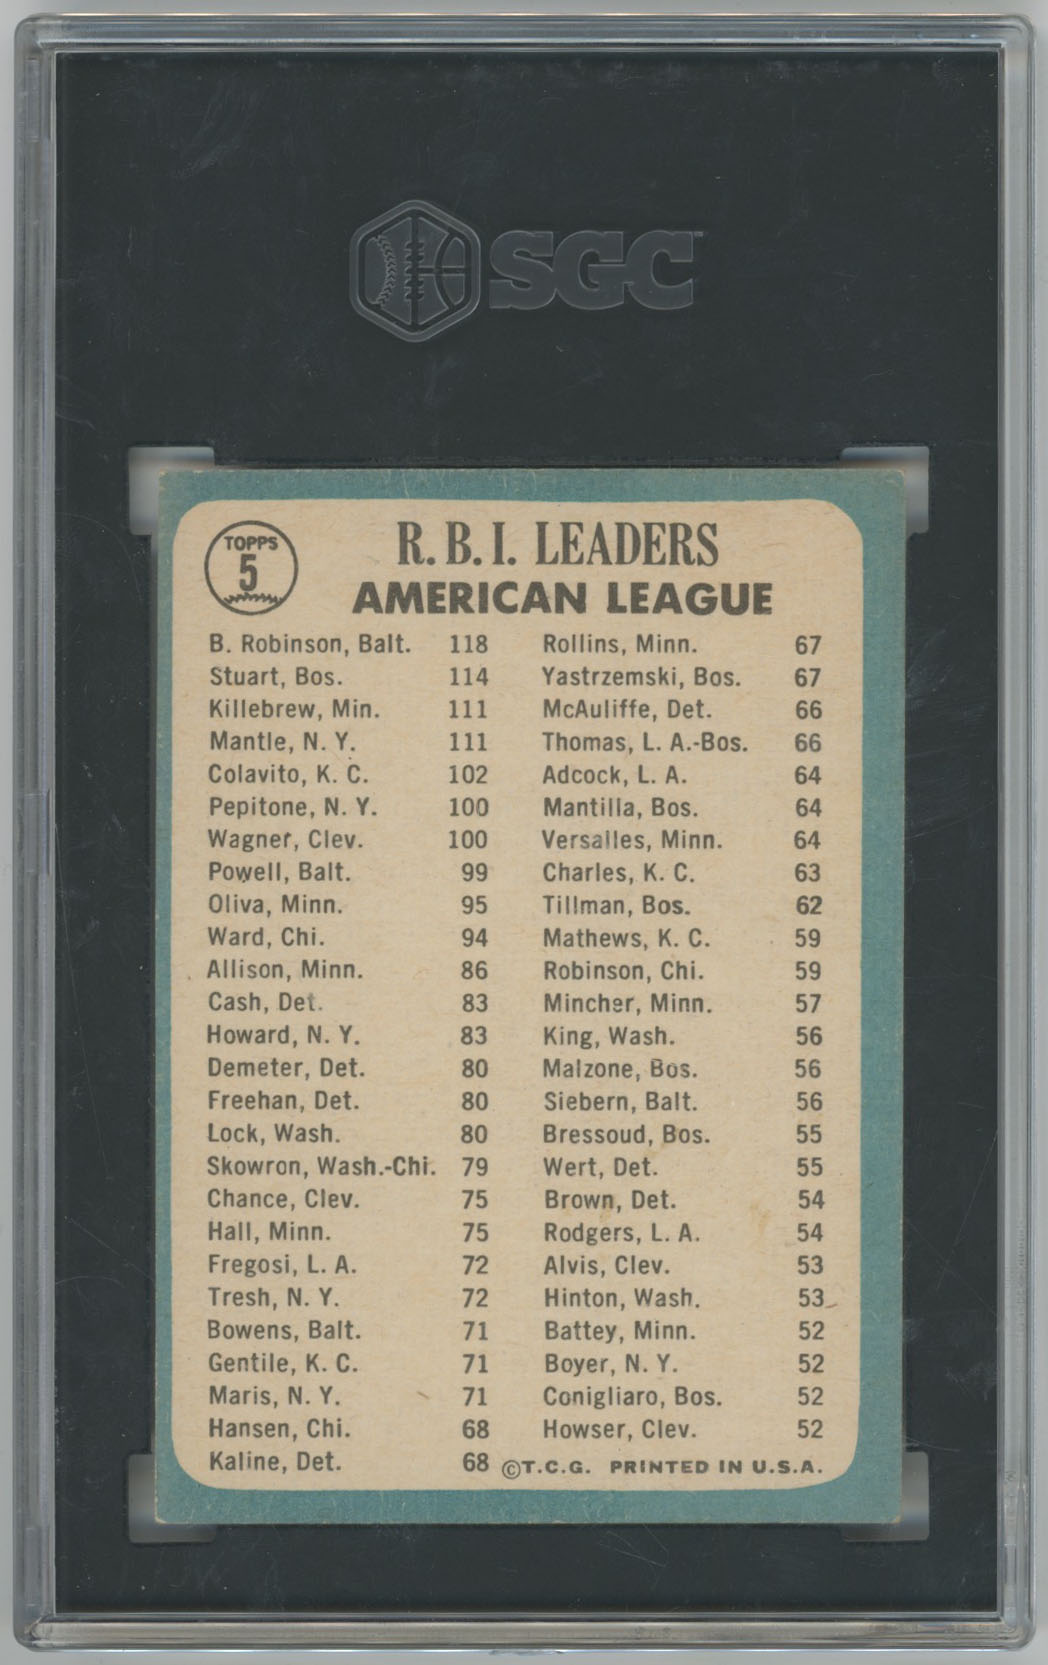 SGC
TOPPS
5
R. B. I. LEADERS
AMERICAN LEAGUE
B. Robinson, Balt. 118
Stuart, Bos. 114
Killebrew, Min. 111
Mantle, N. Y. 111
Colavito, K. C. 102
Pepitone, N. Y. 100
Wagner, Clev. 100
Powell, Balt. 99
Oliva, Minn. 95
Ward, Chi. 94
Allison, Minn. 86
Cash, Det. 83
Howard, N. Y. 83
Demeter, Det. 80
Freehan, Det. 80
Lock, Wash. 80
Skowron, Wash.-Chi. 79
Chance, Clev. 75
Hall, Minn. 75
Fregosi, L. A. 72
Tresh, N. Y. 72
Bowens, Balt. 71
Gentile, K. C. 71
Maris, N. Y. 71
Hansen, Chi. 68
Kaline, Det. 68
Rollins, Minn. 67
Yastrzemski, Bos. 67
McAuliffe, Det. 66
Thomas, L. A.-Bos. 66
Adcock, L. A. 64
Mantilla, Bos. 64
Versalles, Minn. 64
Charles, K. C. 63
Tillman, Bos. 62
Mathews, K. C. 59
Robinson, Chi. 59
Mincher, Minn. 57
King, Wash. 56
Malzone, Bos. 56
Siebern, Balt. 56
Bressoud, Bos. 55
Wert, Det. 55
Brown, Det. 54
Rodgers, L. A. 54
Alvis, Clev. 53
Hinton, Wash. 53
Battey, Minn. 52
Boyer, N. Y. 52
Conigliaro, Bos. 52
Howser, Clev. 52
©T.C.G. PRINTED IN U.S.A.